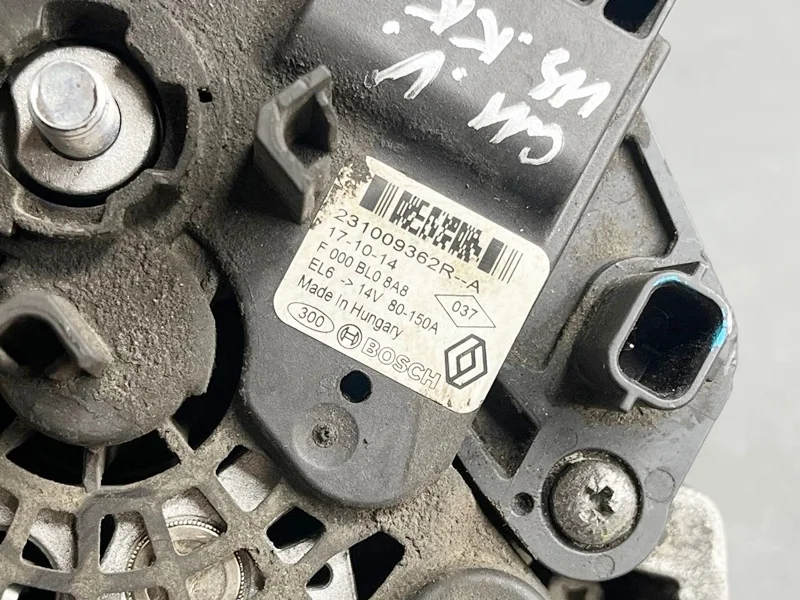 231009362R--A
17-10-14
F 000 BL0 8A8
EL6 -> 14V 80-150A
Made in Hungary
037
300
BOSCH